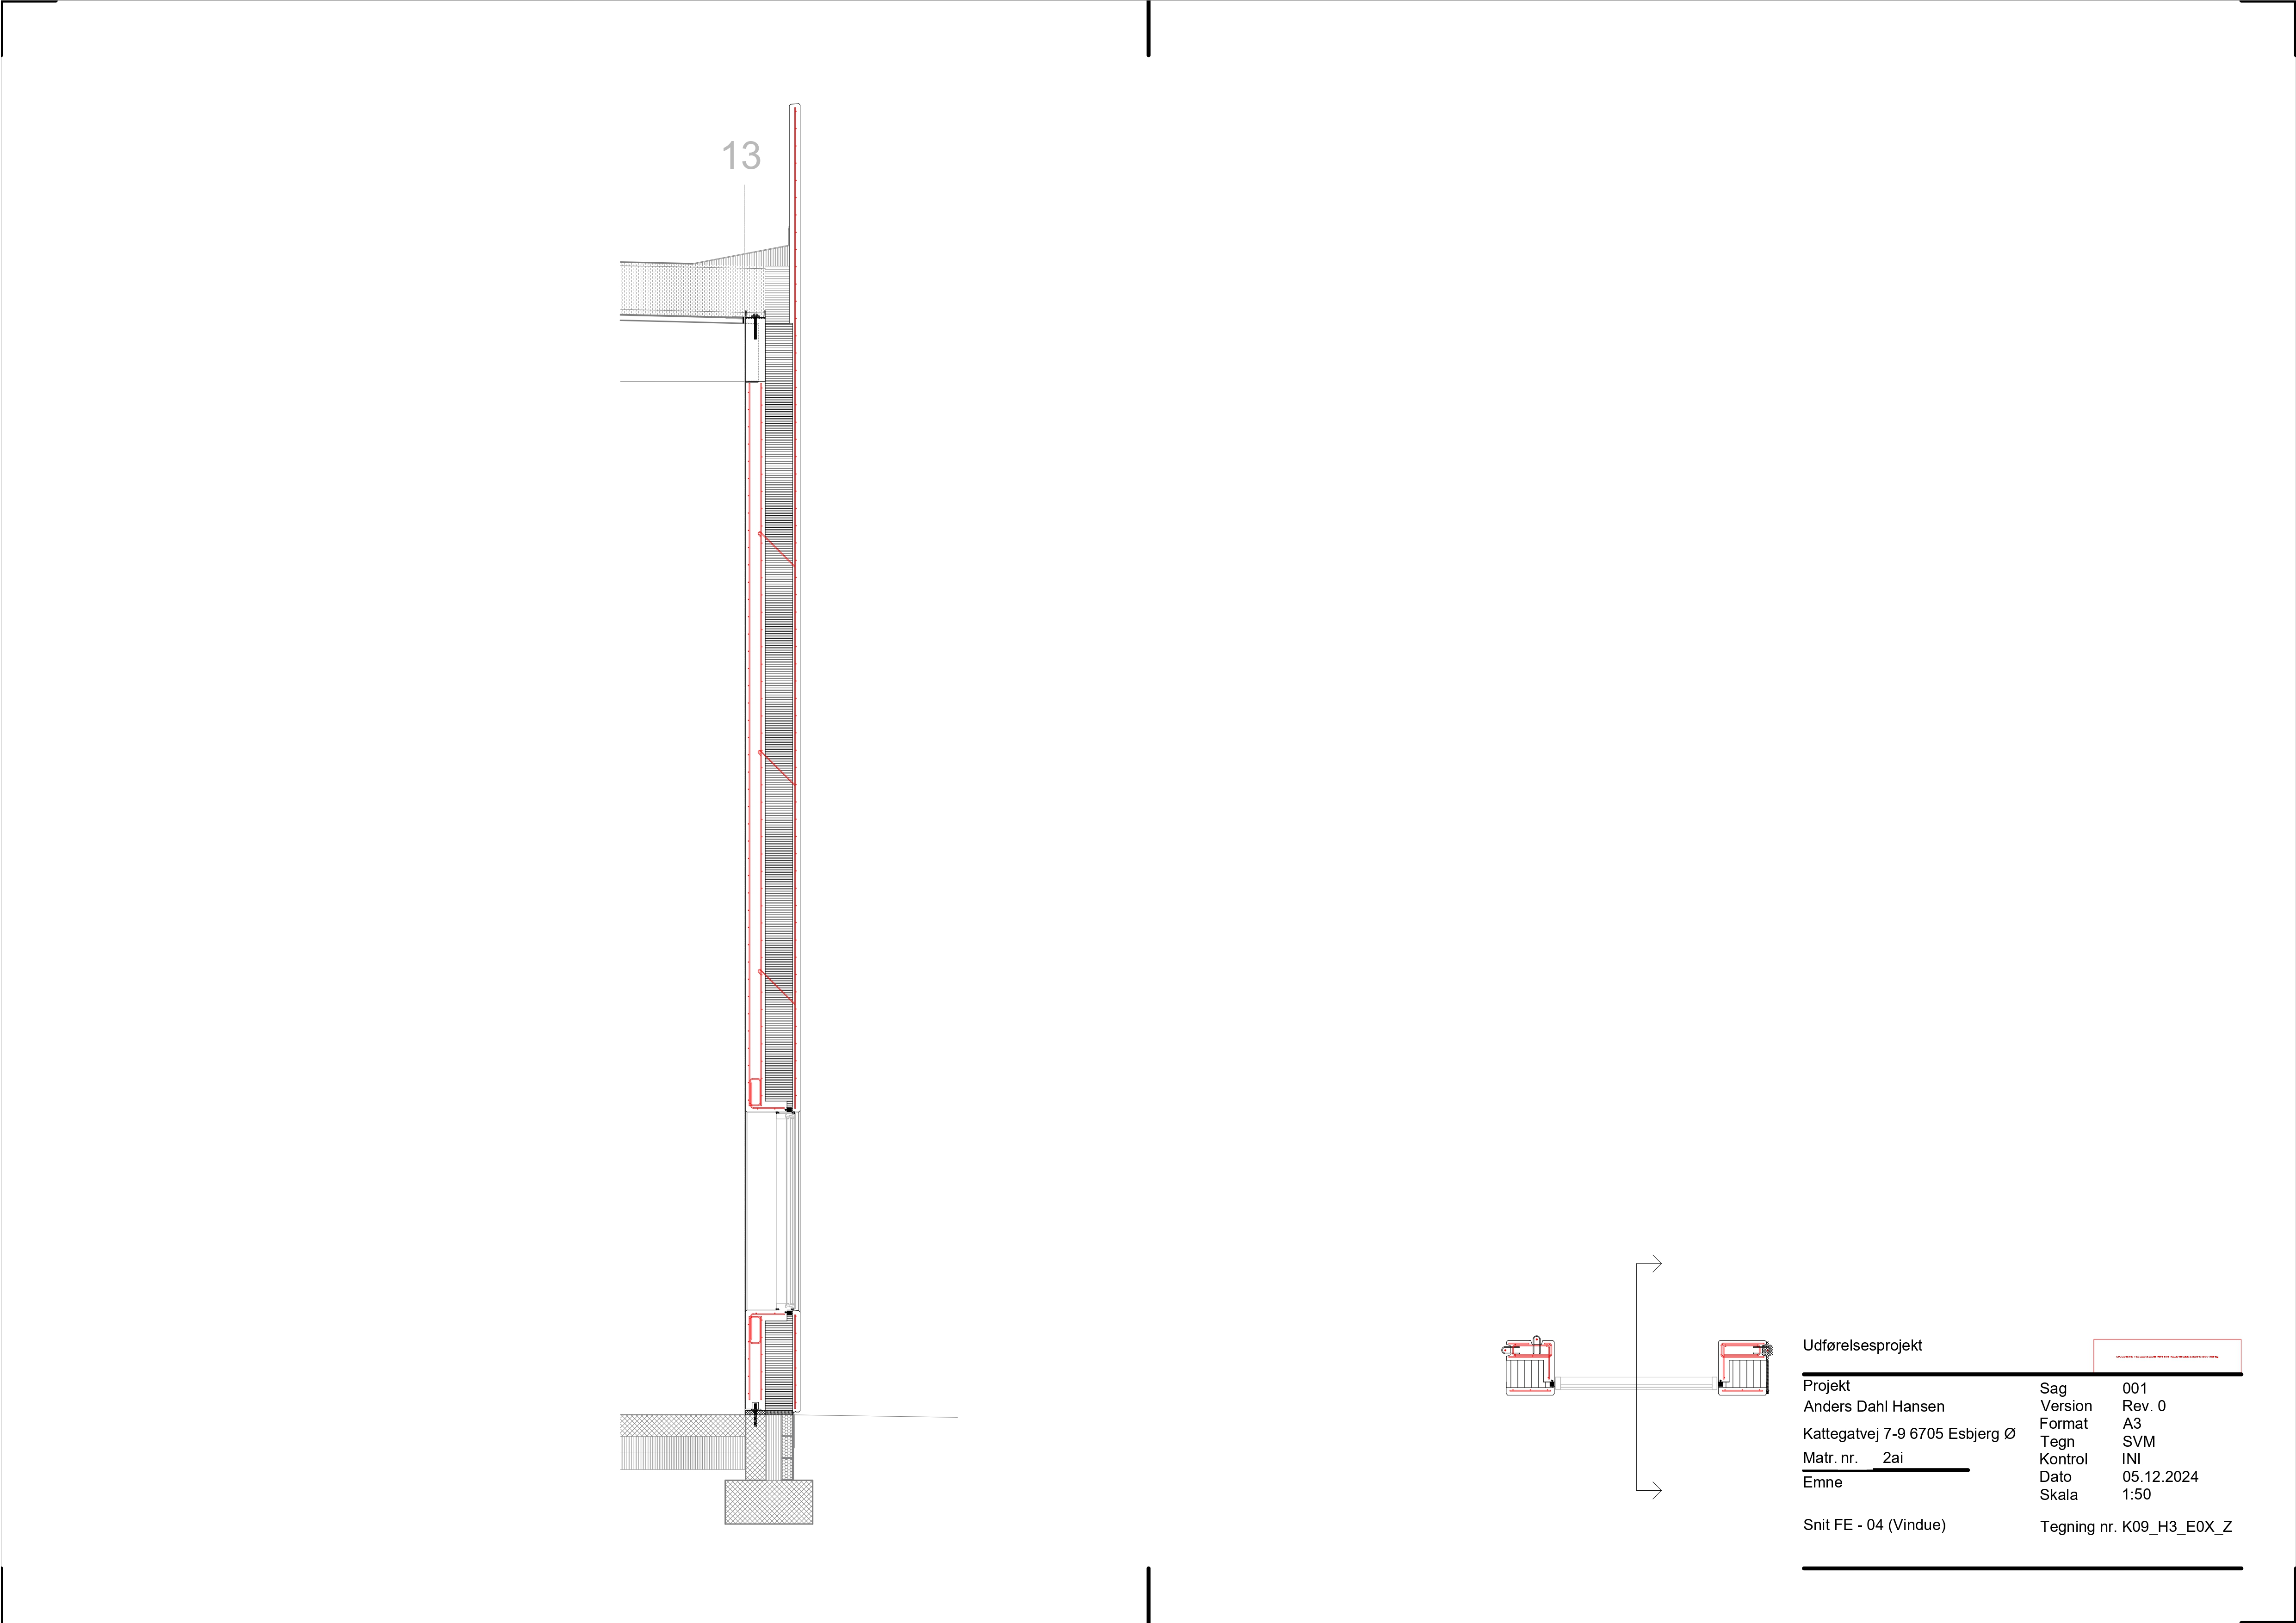 13
Udførelsesprojekt
Projekt
Anders Dahl Hansen
Kattegatvej 7-9 6705 Esbjerg Ø
Matr. nr. 2ai
Emne
Snit FE - 04 (Vindue)
Sag 001
Version Rev. 0
Format A3
Tegn SVM
Kontrol INI
Dato 05.12.2024
Skala 1:50
Tegning nr. K09_H3_E0X_Z